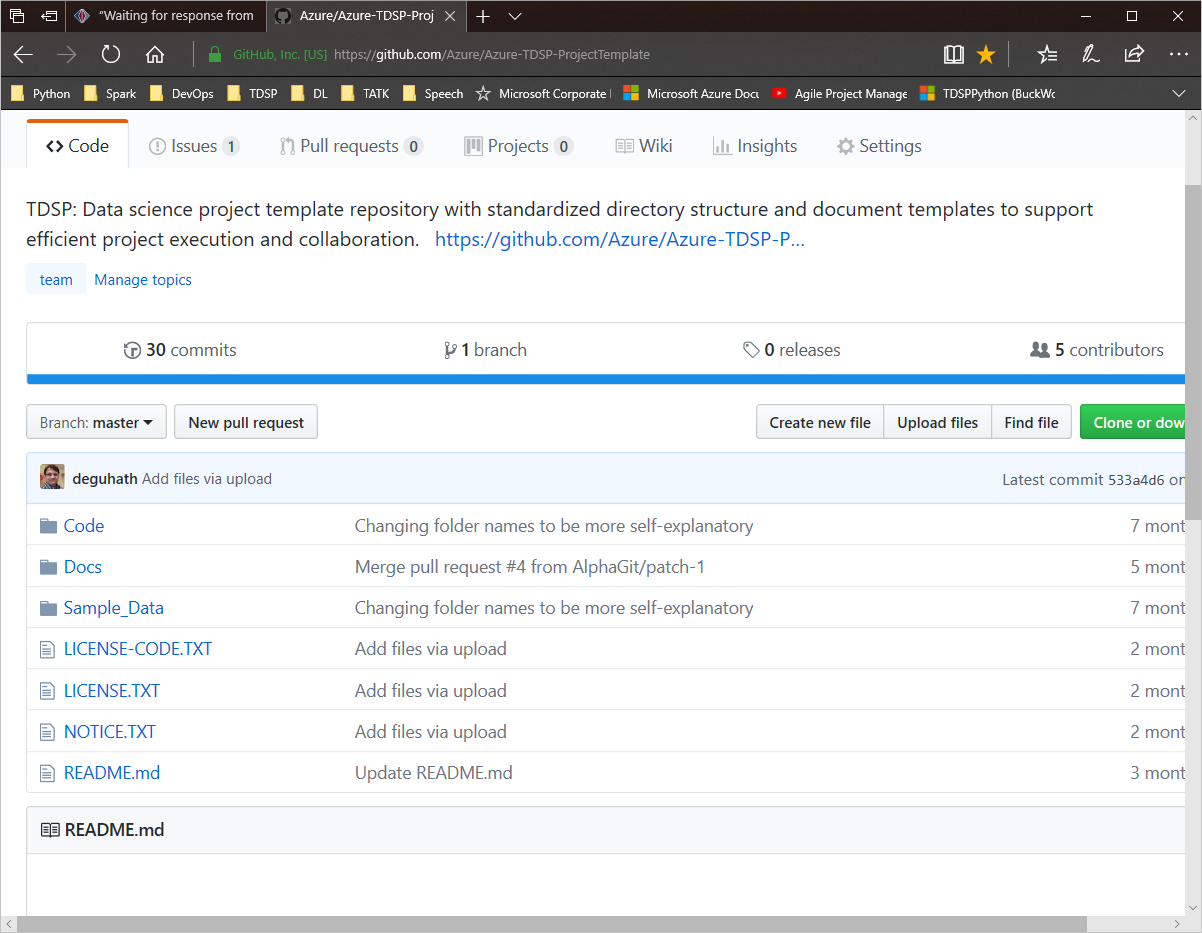 "Waiting for response from
Azure/Azure-TDSP-Proj
GitHub, Inc. [US] https://github.com/Azure/Azure-TDSP-ProjectTemplate
Python Spark DevOps TDSP DL TATK Speech Microsoft Corporate Microsoft Azure Docu Agile Project Manage TDSPPython (BuckWo
Code Issues 1 Pull requests 0 Projects 0 Wiki Insights Settings
TDSP: Data science project template repository with standardized directory structure and document templates to support
efficient project execution and collaboration. https://github.com/Azure/Azure-TDSP-P...
team Manage topics
30 commits 1 branch 0 releases 5 contributors
Branch: master New pull request Create new file Upload files Find file Clone or dow
deguhath Add files via upload Latest commit 533a4d6 on
Code Changing folder names to be more self-explanatory 7 mont
Docs Merge pull request #4 from AlphaGit/patch-1 5 mont
Sample_Data Changing folder names to be more self-explanatory 7 mont
LICENSE-CODE.TXT Add files via upload 2 mont
LICENSE.TXT Add files via upload 2 mont
NOTICE.TXT Add files via upload 2 mont
README.md Update README.md 3 mont
README.md